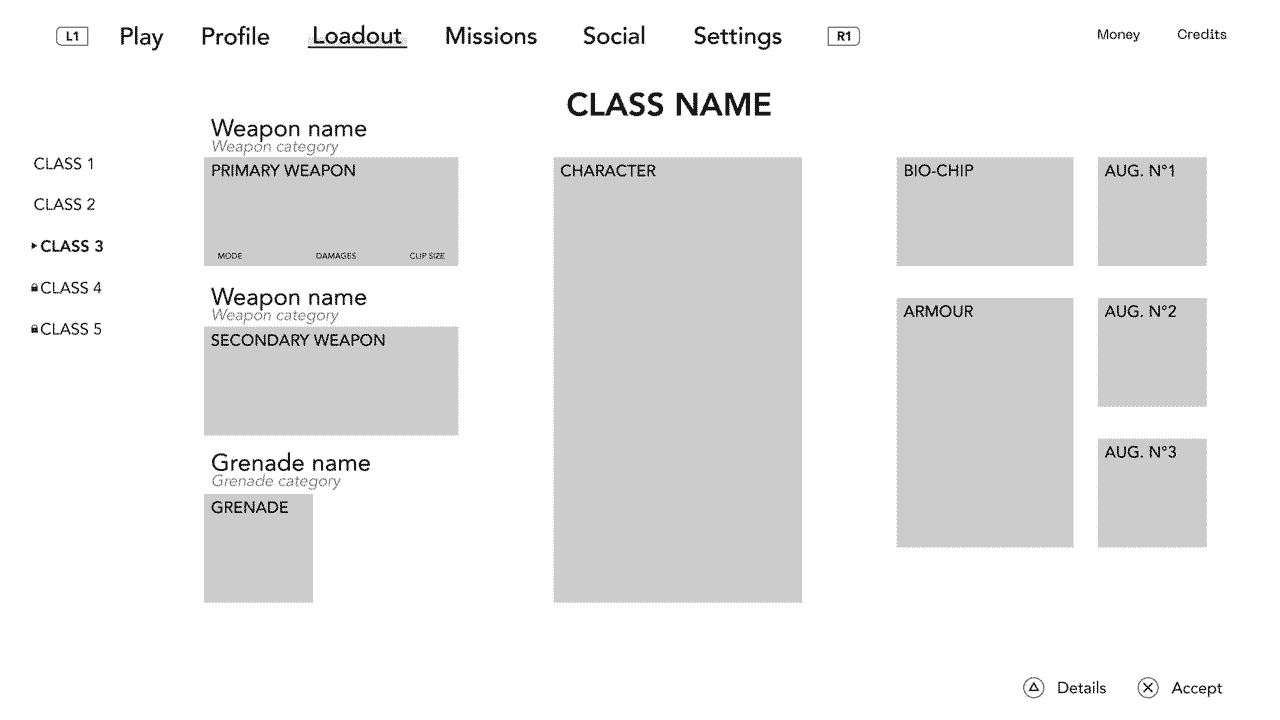 L1 Play Profile Loadout Missions Social Settings R1 Money Credits
CLASS NAME
CLASS 1
CLASS 2
CLASS 3
CLASS 4
CLASS 5
Weapon name
Weapon category
PRIMARY WEAPON
MODE DAMAGES CLIP SIZE
Weapon name
Weapon category
SECONDARY WEAPON
Grenade name
Grenade category
GRENADE
CHARACTER
BIO-CHIP
ARMOUR
AUG. N°1
AUG. N°2
AUG. N°3
Details Accept